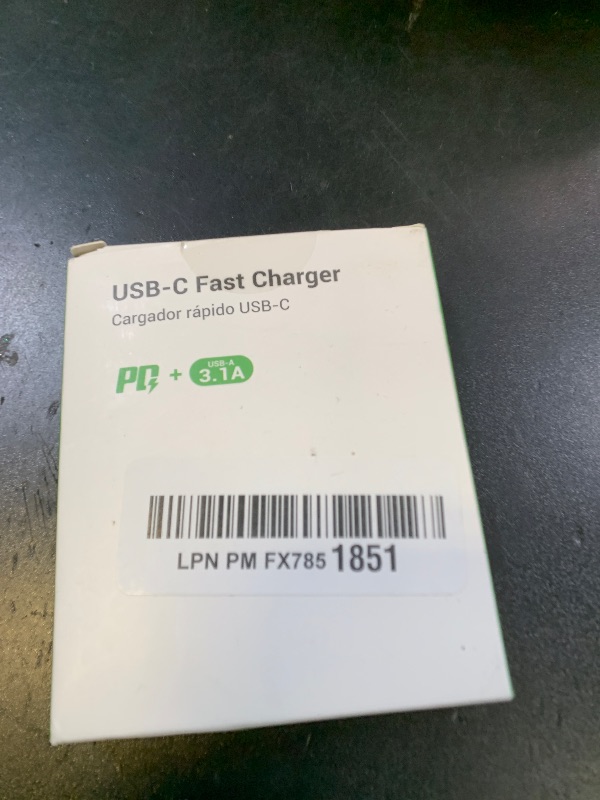 USB-C Fast Charger
Cargador rápido USB-C
PD + USB-A 3.1A
LPN PM FX785 1851